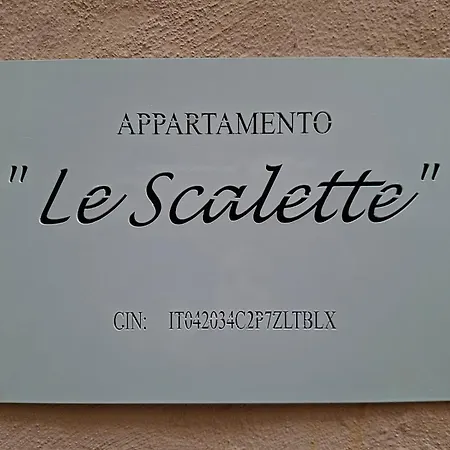 APPARTAMENTO
"Le Scalette"
CIN: IT042034C2P7ZLTBLX